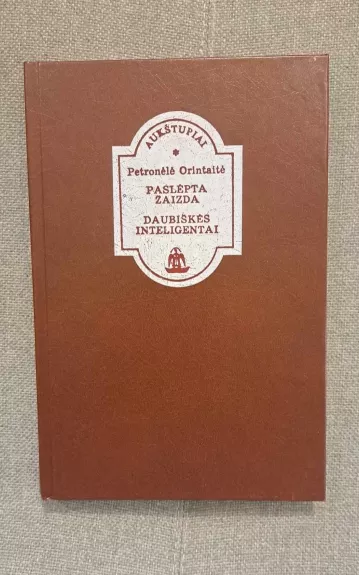 AUKŠTUPIAI
*
Petronėlė Orintaitė
PASLĖPTA
ŽAIZDA
DAUBIŠKĖS
INTELIGENTAI